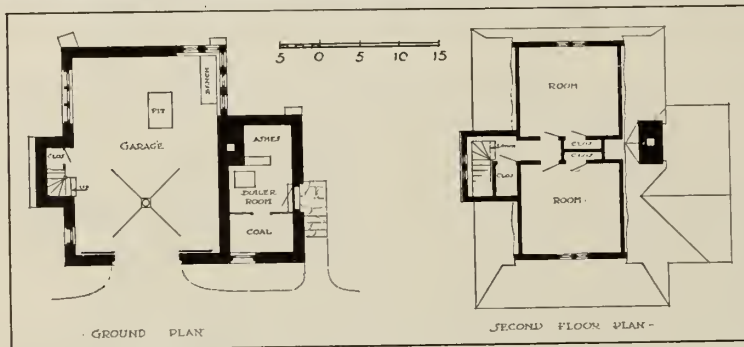 5 0 5 10 15
BENCH
PIT
GARAGE
CLOS
UP
ASHES
BOILER
ROOM
COAL
· GROUND PLAN
ROOM
DOWN
CLOS
CLOS
CLOS
ROOM
SECOND FLOOR PLAN -